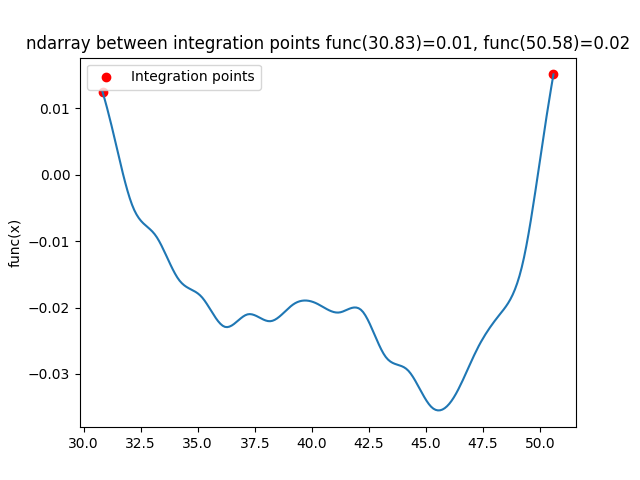 ndarray between integration points func(30.83)=0.01, func(50.58)=0.02
Integration points
0.01
0.00
−0.01
−0.02
−0.03
func(x)
30.0 32.5 35.0 37.5 40.0 42.5 45.0 47.5 50.0